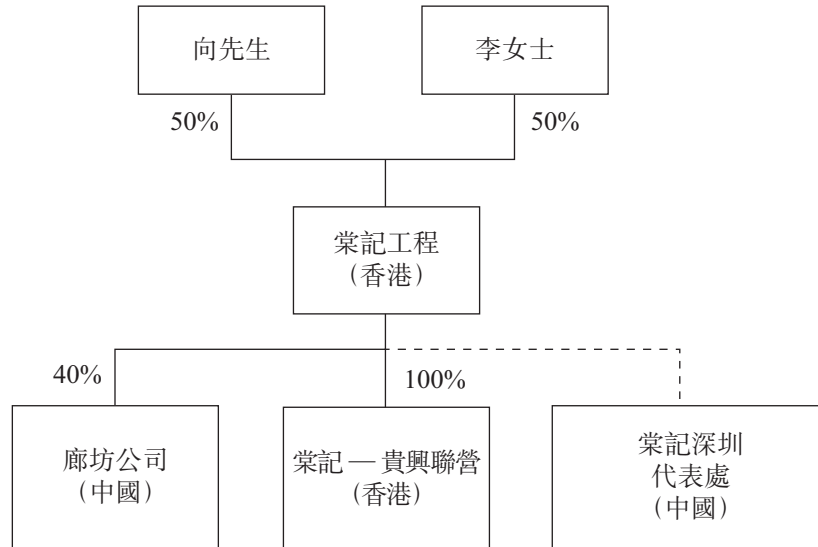 向先生
李女士
50%
50%
棠記工程
（香港）
40%
100%
廊坊公司
（中國）
棠記 — 貴興聯營
（香港）
棠記深圳
代表處
（中國）